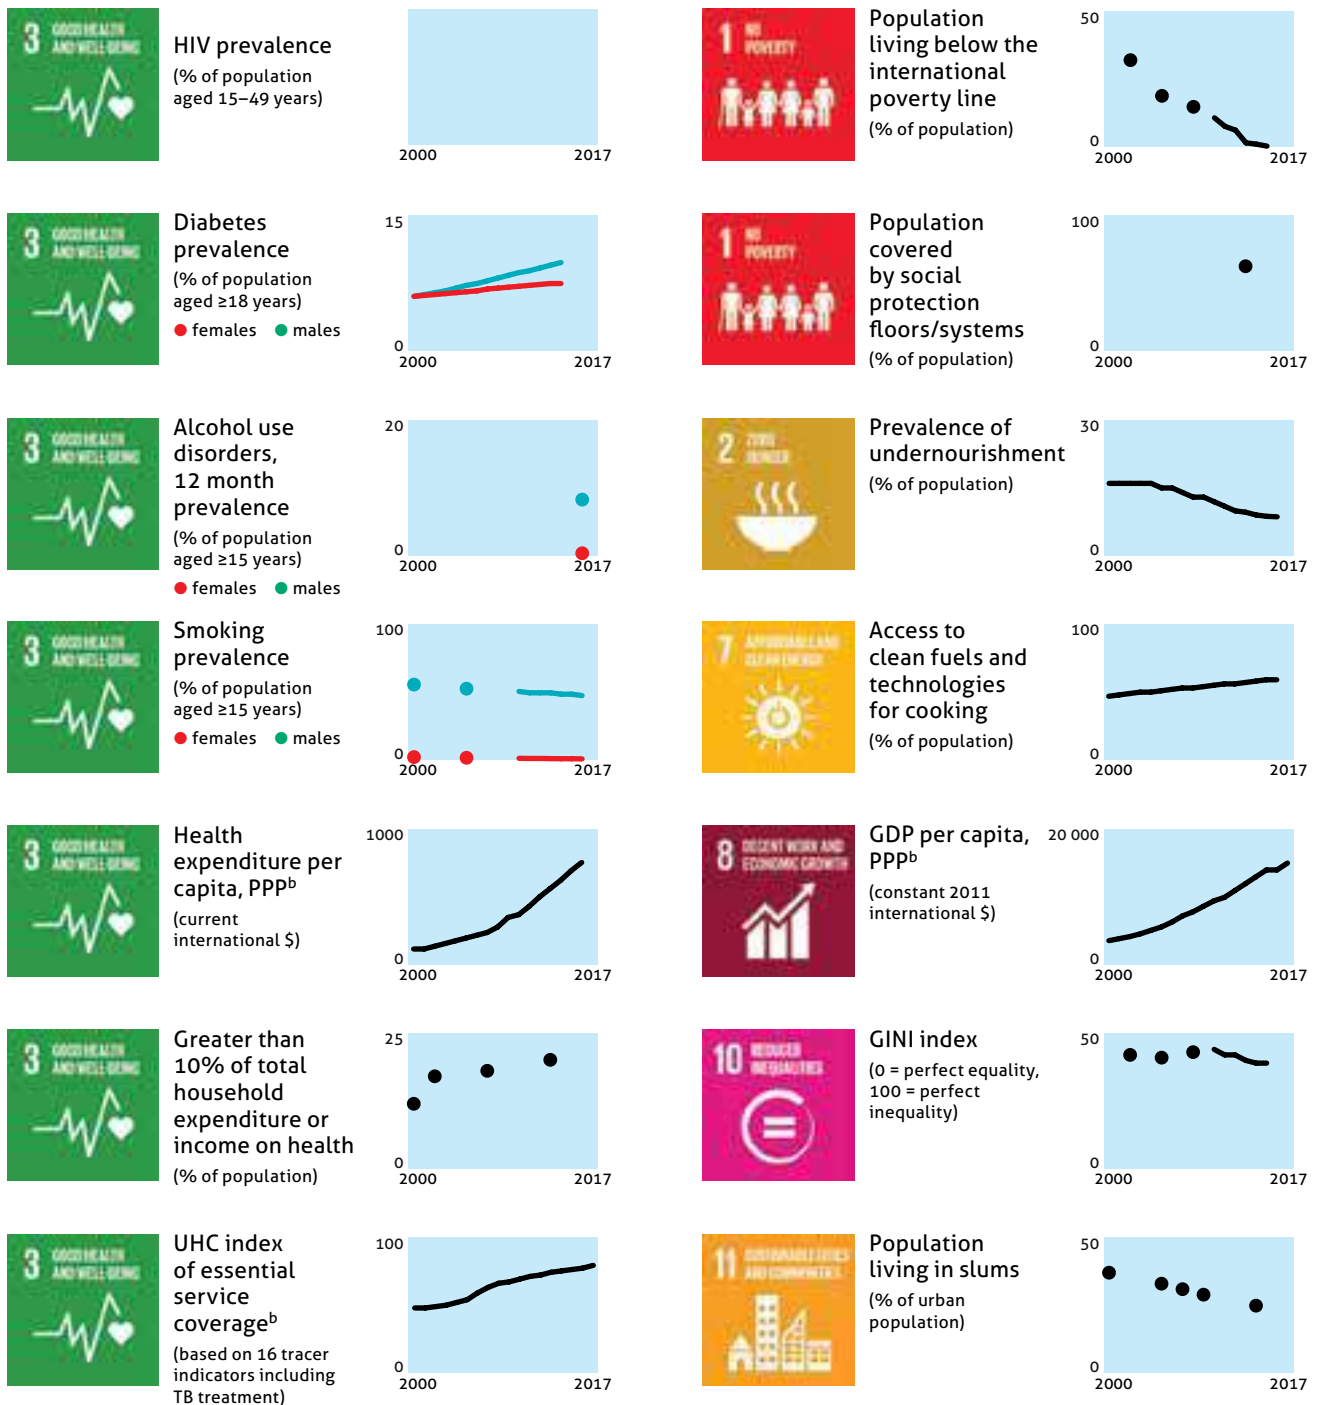 3 GOOD HEALTH
AND WELL-BEING
HIV prevalence
(% of population
aged 15–49 years)
2000 2017
3 GOOD HEALTH
AND WELL-BEING
Diabetes
prevalence
(% of population
aged ≥18 years)
females males
15
0
2000 2017
3 GOOD HEALTH
AND WELL-BEING
Alcohol use
disorders,
12 month
prevalence
(% of population
aged ≥15 years)
females males
20
0
2000 2017
3 GOOD HEALTH
AND WELL-BEING
Smoking
prevalence
(% of population
aged ≥15 years)
females males
100
0
2000 2017
3 GOOD HEALTH
AND WELL-BEING
Health
expenditure per
capita, PPPᵇ
(current
international $)
1000
0
2000 2017
3 GOOD HEALTH
AND WELL-BEING
Greater than
10% of total
household
expenditure or
income on health
(% of population)
25
0
2000 2017
3 GOOD HEALTH
AND WELL-BEING
UHC index
of essential
service
coverageᵇ
(based on 16 tracer
indicators including
TB treatment)
100
0
2000 2017
1 NO
POVERTY
Population
living below the
international
poverty line
(% of population)
50
0
2000 2017
1 NO
POVERTY
Population
covered
by social
protection
floors/systems
(% of population)
100
0
2000 2017
2 ZERO
HUNGER
Prevalence of
undernourishment
(% of population)
30
0
2000 2017
7 AFFORDABLE AND
CLEAN ENERGY
Access to
clean fuels and
technologies
for cooking
(% of population)
100
0
2000 2017
8 DECENT WORK AND
ECONOMIC GROWTH
GDP per capita,
PPPᵇ
(constant 2011
international $)
20 000
0
2000 2017
10 REDUCED
INEQUALITIES
GINI index
(0 = perfect equality,
100 = perfect
inequality)
50
0
2000 2017
11 SUSTAINABLE CITIES
AND COMMUNITIES
Population
living in slums
(% of urban
population)
50
0
2000 2017